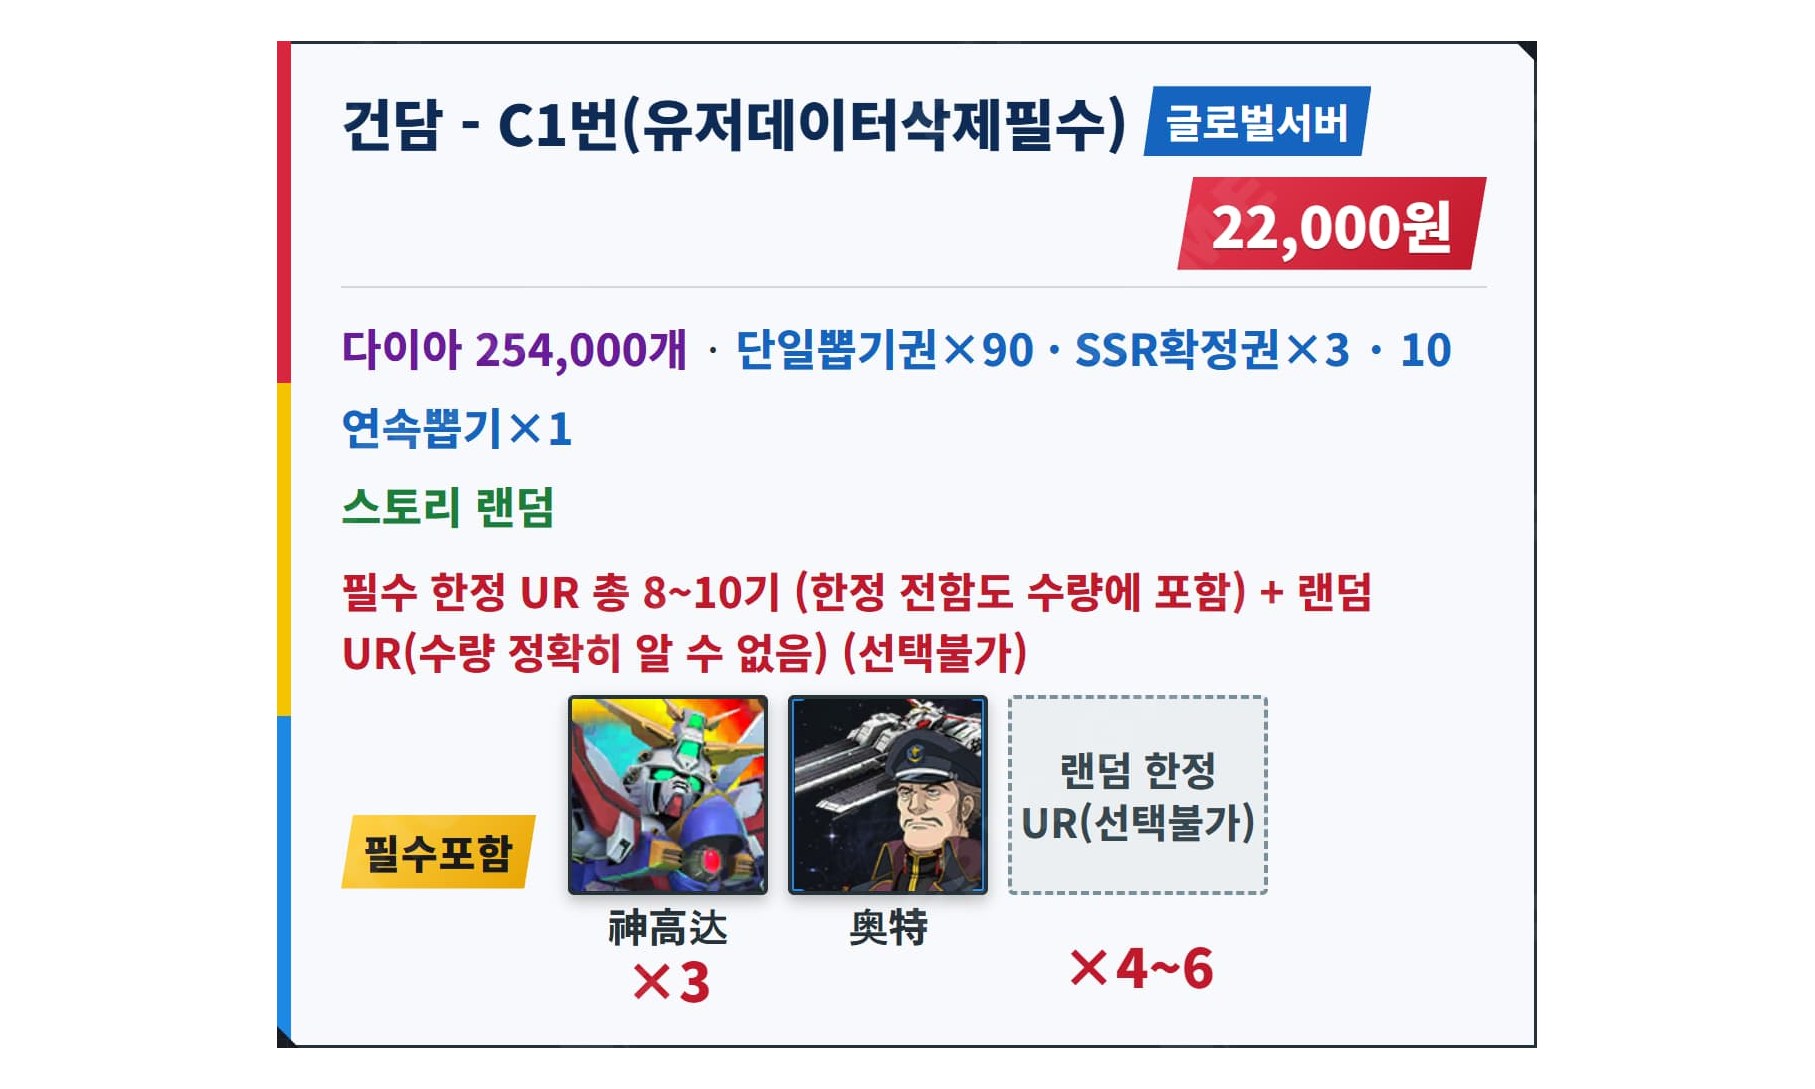 건담 - C1번(유저데이터삭제필수) 글로벌서버
22,000원
다이아 254,000개 · 단일뽑기권×90 · SSR확정권×3 · 10
연속뽑기×1
스토리 랜덤
필수 한정 UR 총 8~10기 (한정 전함도 수량에 포함) + 랜덤
UR(수량 정확히 알 수 없음) (선택불가)
랜덤 한정
UR(선택불가)
필수포함
神高达 奥特
×3 ×4~6